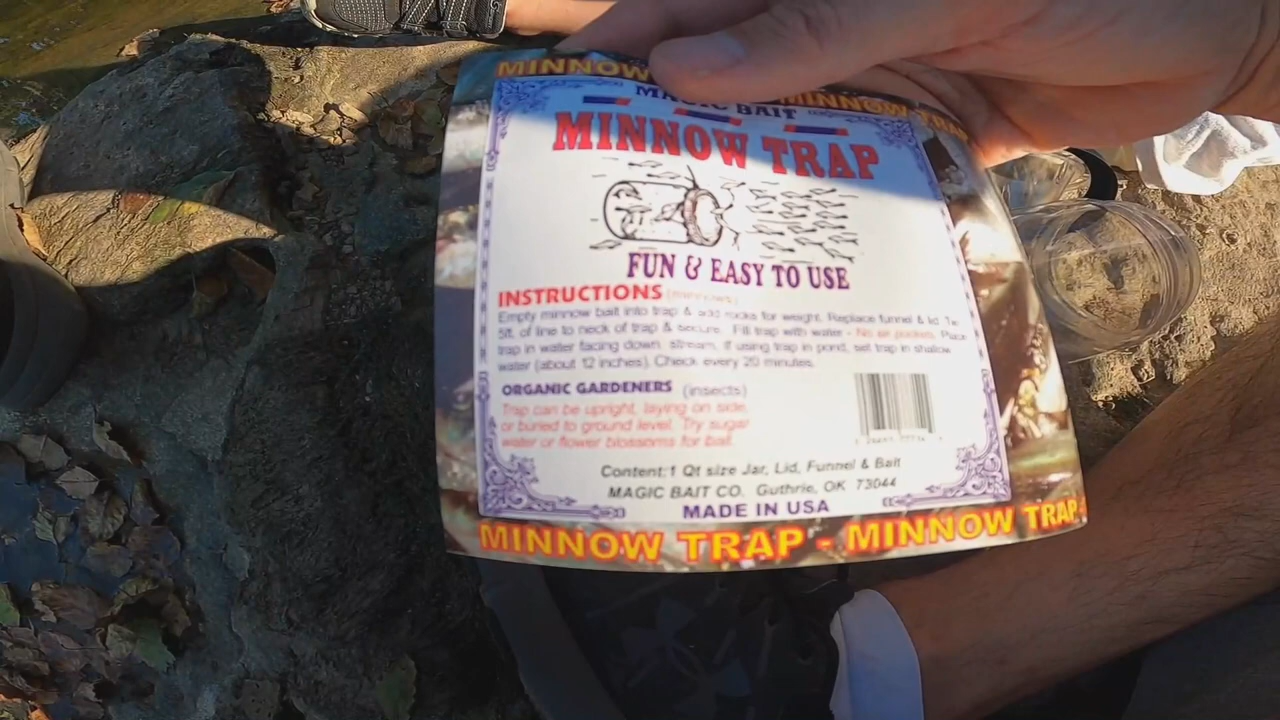 MINNOW MINNOW TRAP
MAGIC BAIT
MINNOW TRAP
FUN & EASY TO USE
INSTRUCTIONS (minnows)
Empty minnow bait into trap & add rocks for weight. Replace funnel & lid. Tie
5ft. of line to neck of trap & secure. Fill trap with water - No air pockets. Place
trap in water facing down stream, if using trap in pond, set trap in shallow
water (about 12 inches). Check every 20 minutes.
ORGANIC GARDENERS (insects)
Trap can be upright, laying on side,
or buried to ground level. Try sugar
water or flower blossoms for bait.
Content:1 Qt size Jar, Lid, Funnel & Bait
MAGIC BAIT CO. Guthrie, OK 73044
MADE IN USA
MINNOW TRAP - MINNOW TRAP